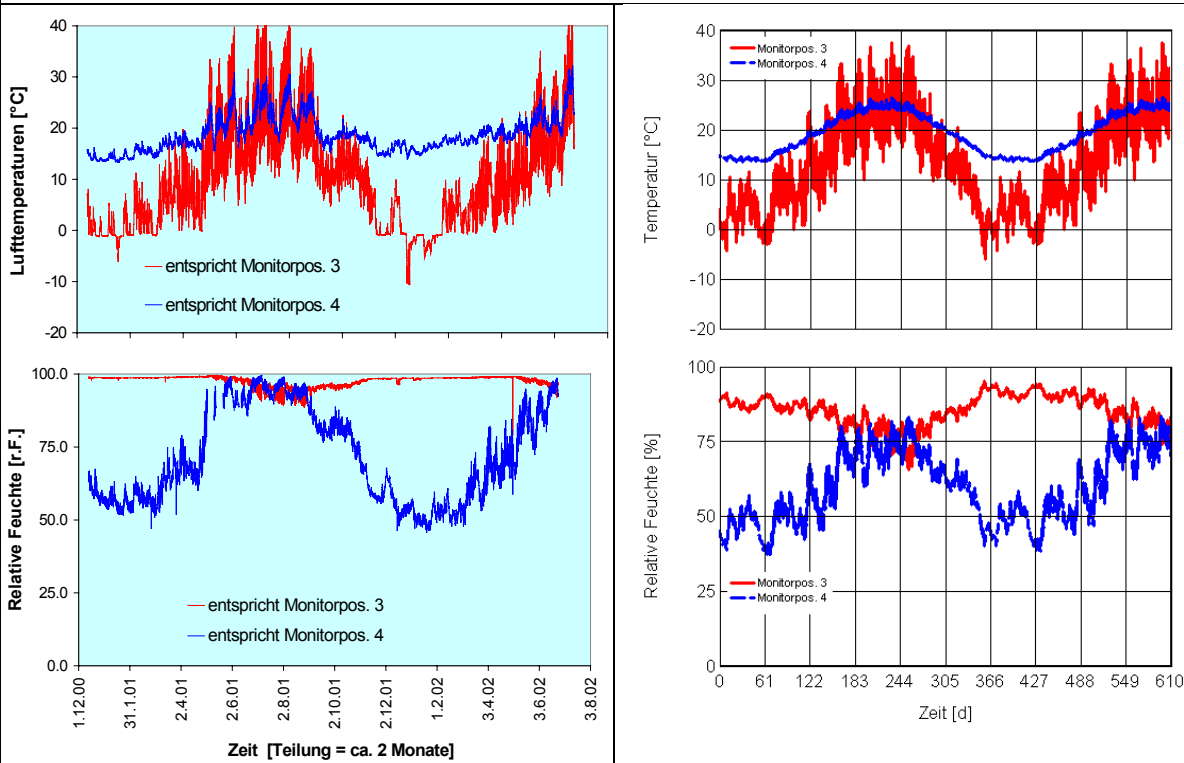 Lufttemperaturen [°C]
40
30
20
10
0
-10
-20
entspricht Monitorpos. 3
entspricht Monitorpos. 4
Relative Feuchte [r.F.]
100.0
75.0
50.0
25.0
0.0
entspricht Monitorpos. 3
entspricht Monitorpos. 4
1.12.00
31.1.01
2.4.01
2.6.01
2.8.01
2.10.01
2.12.01
1.2.02
3.4.02
3.6.02
3.8.02
Zeit [Teilung = ca. 2 Monate]
Temperatur [°C]
40
30
20
10
0
-10
-20
Monitorpos. 3
Monitorpos. 4
Relative Feuchte [%]
100
75
50
25
0
Monitorpos. 3
Monitorpos. 4
0 61 122 183 244 305 366 427 488 549 610
Zeit [d]